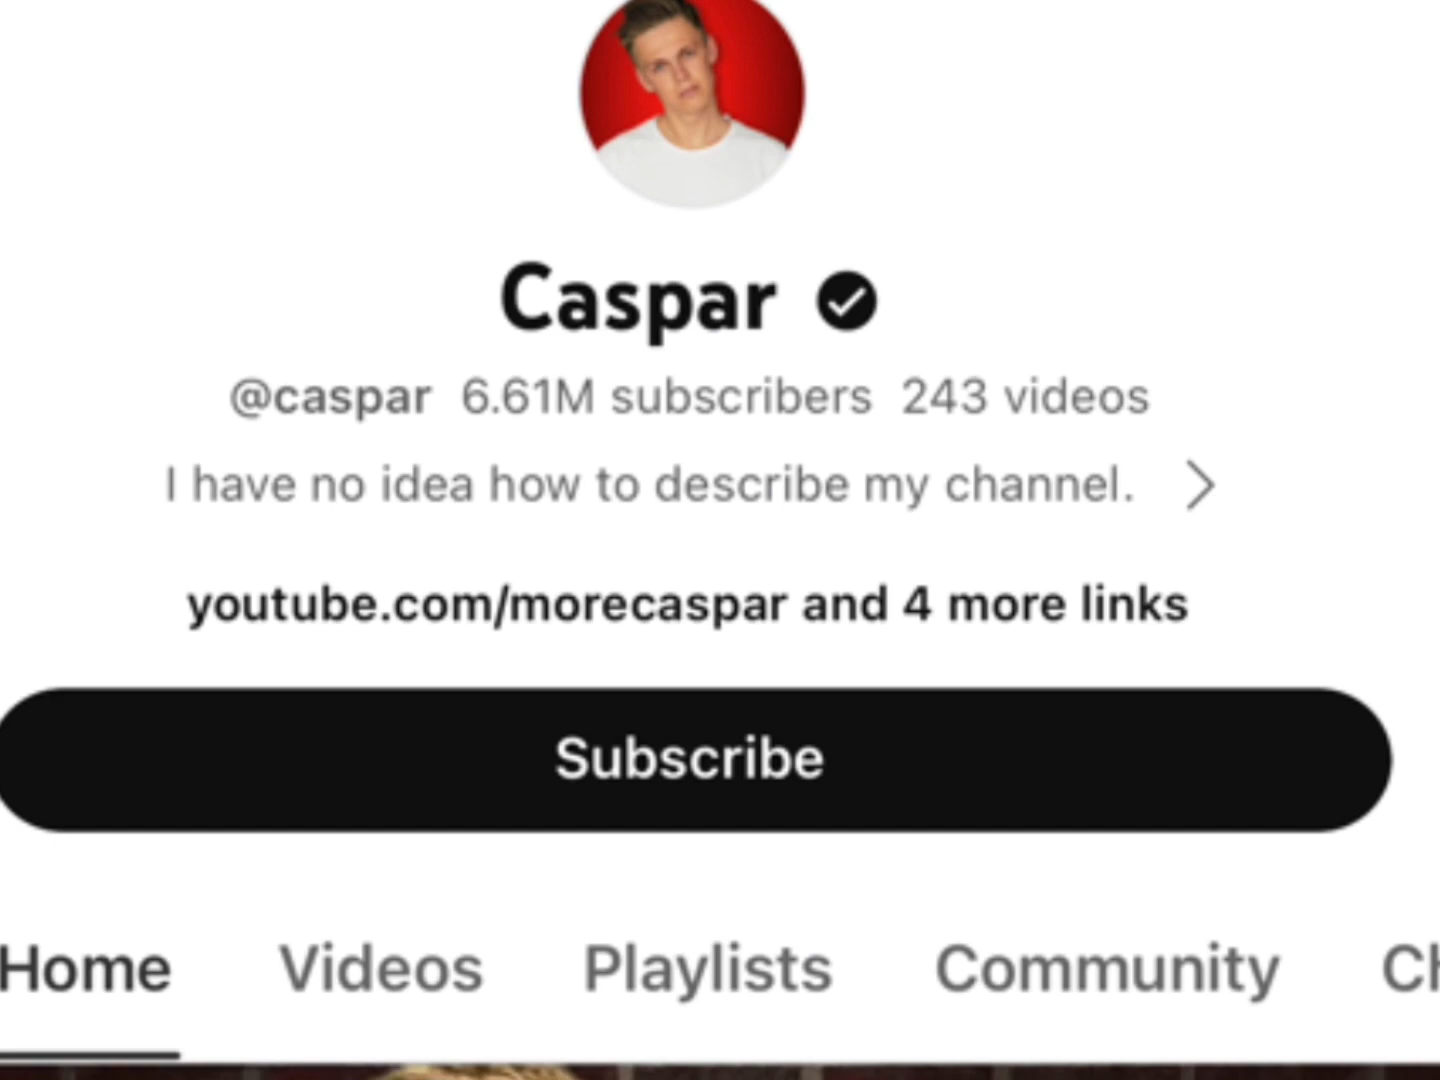 Caspar
@caspar 6.61M subscribers 243 videos
I have no idea how to describe my channel.
youtube.com/morecaspar and 4 more links
Subscribe
Home Videos Playlists Community